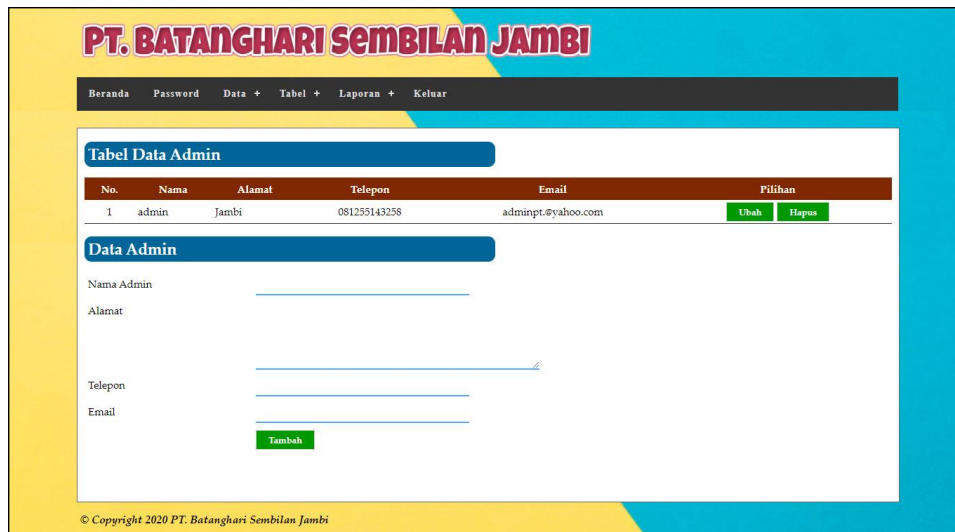 PT. BATANGHARI SEMBILAN JAMBI
Beranda Password Data + Tabel + Laporan + Keluar
Tabel Data Admin
No. Nama Alamat Telepon Email Pilihan
1 admin Jambi 081255143258 adminpt.@yahoo.com Ubah Hapus
Data Admin
Nama Admin
Alamat
Telepon
Email
Tambah
© Copyright 2020 PT. Batanghari Sembilan Jambi